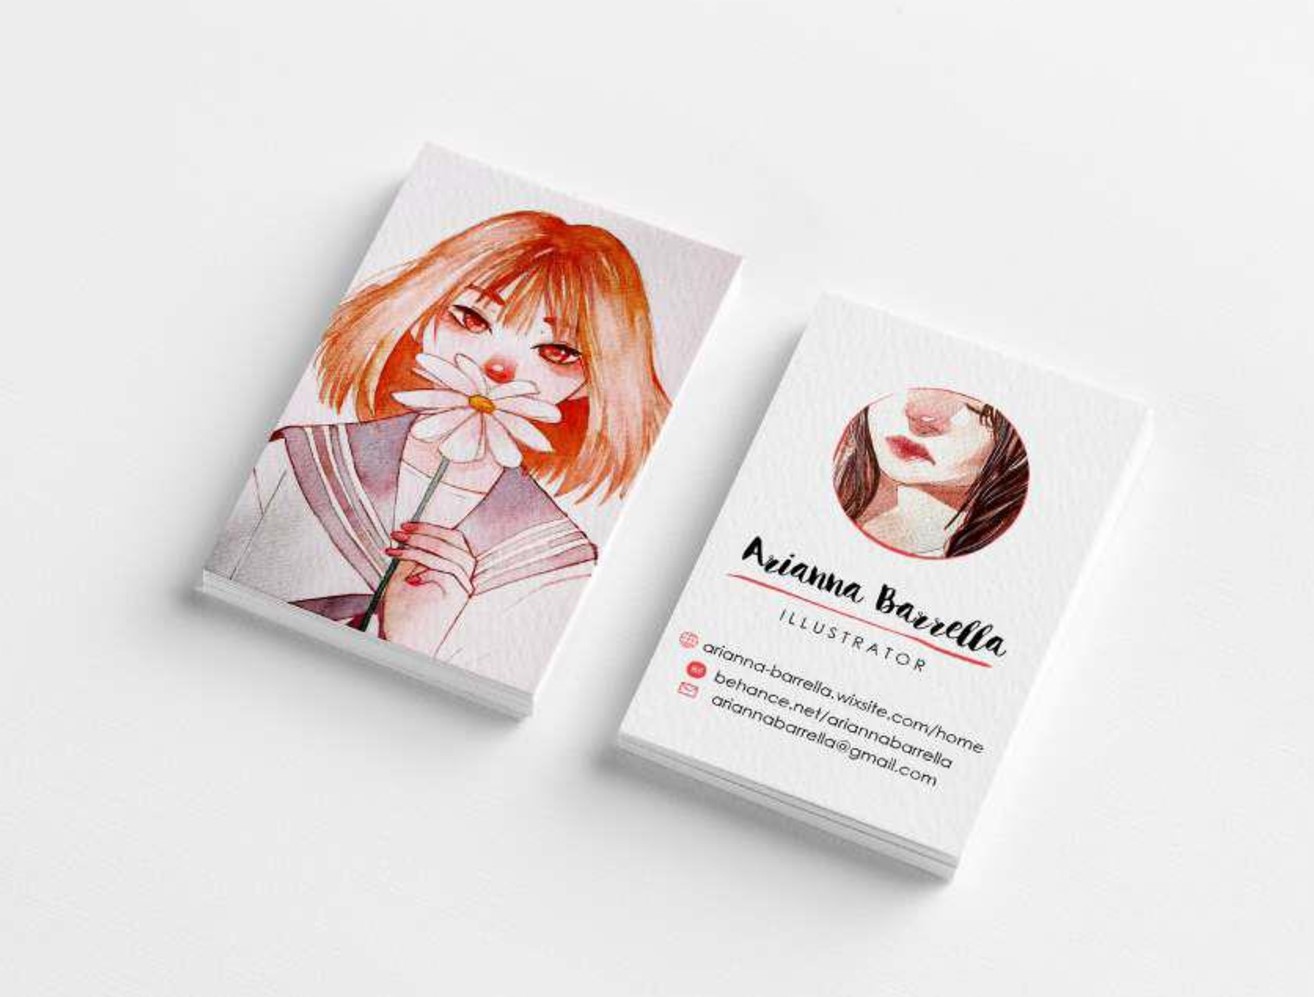 Arianna Barrella
ILLUSTRATOR
arianna-barrella.wixsite.com/home
behance.net/ariannabarrella
ariannabarrella@gmail.com